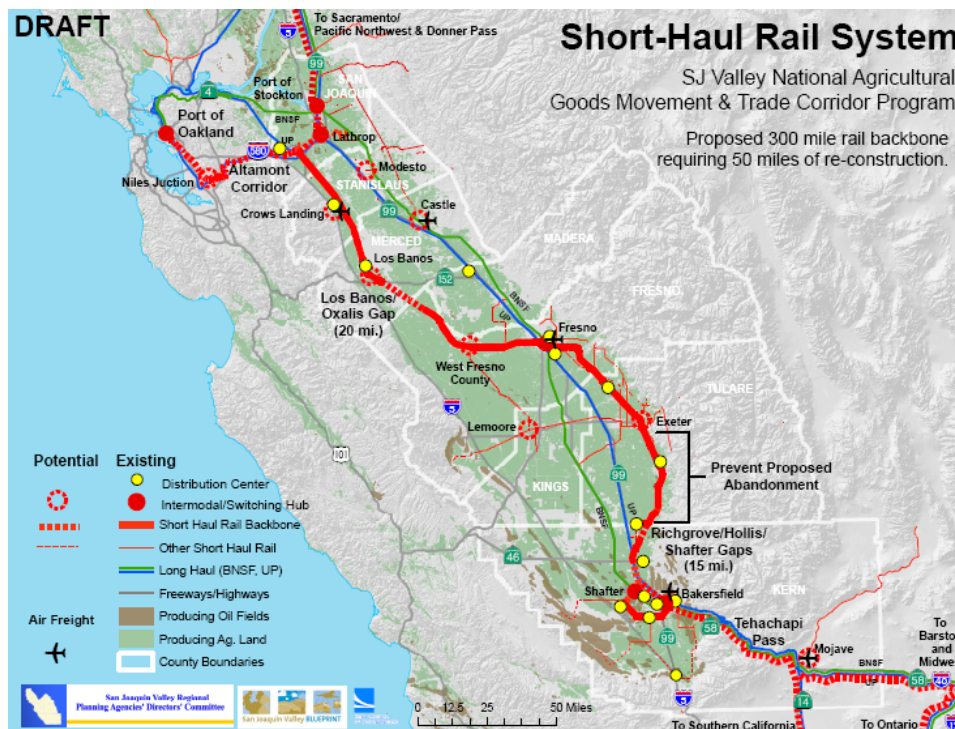 DRAFT
Short-Haul Rail System
SJ Valley National Agricultural
Goods Movement & Trade Corridor Program
Proposed 300 mile rail backbone
requiring 50 miles of re-construction.
To Sacramento/
Pacific Northwest & Donner Pass
5
99
SAN
JOAQUIN
Port of
Stockton
4
BNSF
Port of
Oakland
UP
Lathrop
580
Altamont
Corridor
Niles Juction
Modesto
STANISLAUS
99
Castle
Crows Landing
MERCED
MADERA
Los Banos
152
FRESNO
Los Banos/
Oxalis Gap
(20 mi.)
BNSF
UP
Fresno
West Fresno
County
TULARE
5
Lemoore
Exeter
101
99
Prevent Proposed
Abandonment
KINGS
UP
BNSF
Richgrove/Hollis/
Shafter Gaps
(15 mi.)
46
KERN
Shafter
Bakersfield
99
58
Tehachapi
Pass
Mojave
BNSF
UP
58
40
To
Barsto
and
Midwe
14
5
To Southern California
To Ontario
Potential
Existing
Distribution Center
Intermodal/Switching Hub
Short Haul Rail Backbone
Other Short Haul Rail
Long Haul (BNSF, UP)
Freeways/Highways
Producing Oil Fields
Producing Ag. Land
County Boundaries
Air Freight
San Joaquin Valley Regional
Planning Agencies' Directors' Committee
San Joaquin Valley BLUEPRINT
0 25 50 Miles